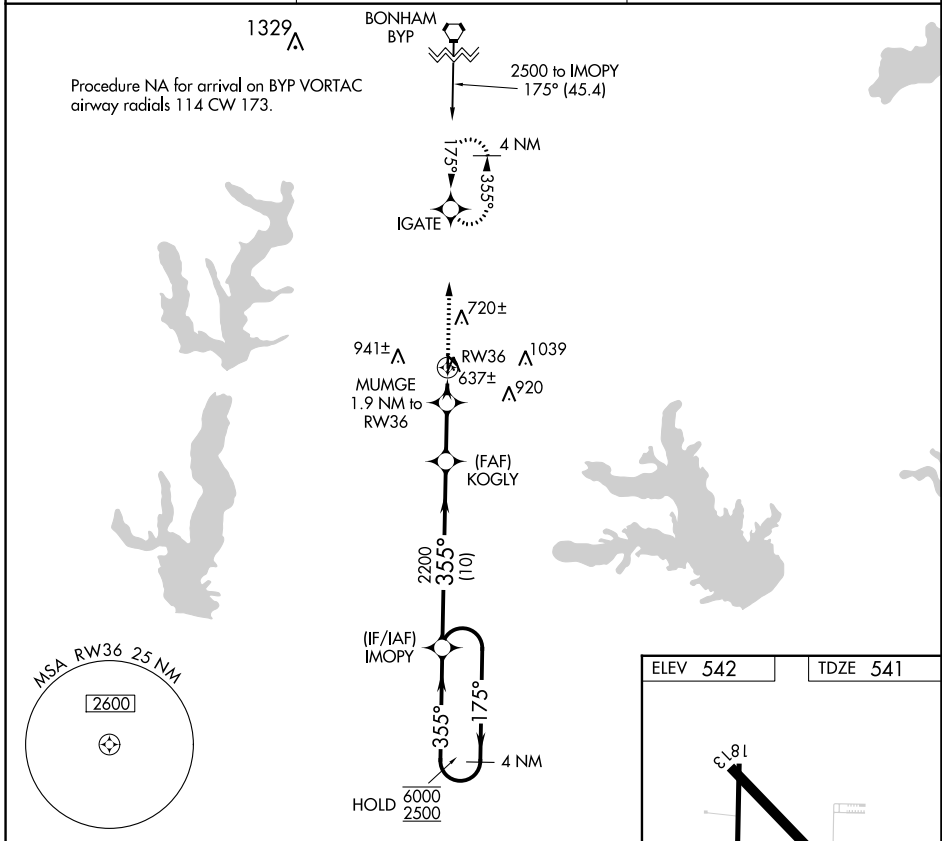 1329
BONHAM
BYP
Procedure NA for arrival on BYP VORTAC
airway radials 114 CW 173.
2500 to IMOPY
175° (45.4)
4 NM
175°
355°
IGATE
720±
941±
RW36
1039
637±
920
MUMGE
1.9 NM to
RW36
(FAF)
KOGLY
2200
355°
(10)
(IF/IAF)
IMOPY
355°
175°
4 NM
HOLD 6000
2500
MSA RW36 25 NM
2600
ELEV 542
TDZE 541
13
18